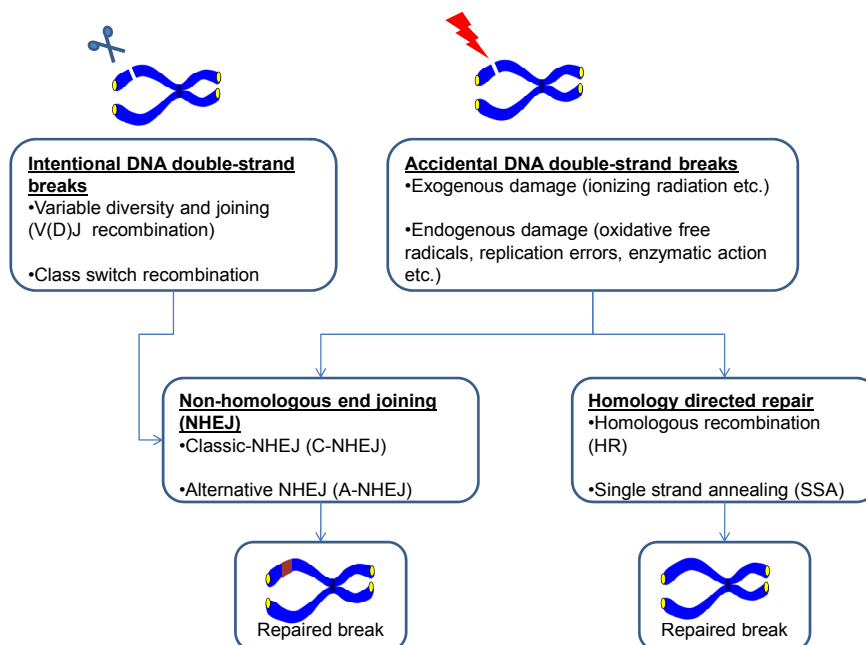 Intentional DNA double-strand
breaks
•Variable diversity and joining
(V(D)J  recombination)
•Class switch recombination
Accidental DNA double-strand breaks
•Exogenous damage (ionizing radiation etc.)
•Endogenous damage (oxidative free
radicals, replication errors, enzymatic action
etc.)
Non-homologous end joining
(NHEJ)
•Classic-NHEJ (C-NHEJ)
•Alternative NHEJ (A-NHEJ)
Homology directed repair
•Homologous recombination
(HR)
•Single strand annealing (SSA)
Repaired break
Repaired break